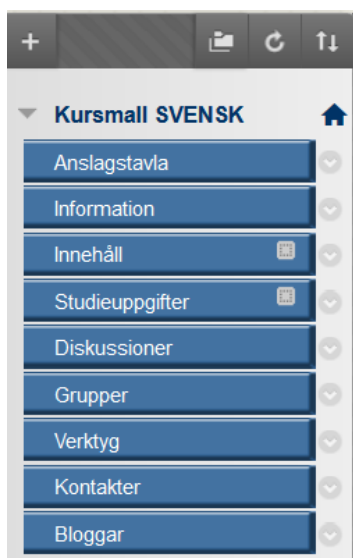 Kursmall SVENSK
Anslagstavla
Information
Innehåll
Studieuppgifter
Diskussioner
Grupper
Verktyg
Kontakter
Bloggar